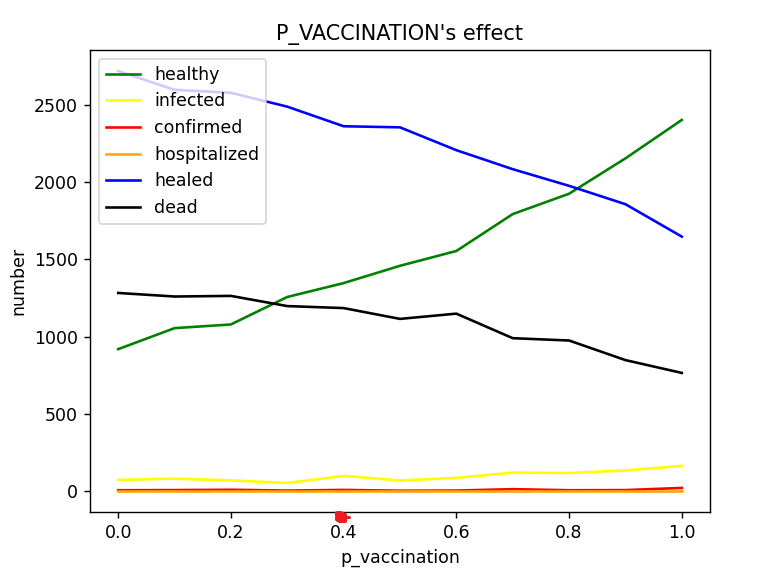 P_VACCINATION's effect
healthy
infected
confirmed
hospitalized
healed
dead
2500
2000
1500
1000
500
0
number
0.0 0.2 0.4 0.6 0.8 1.0
p_vaccination